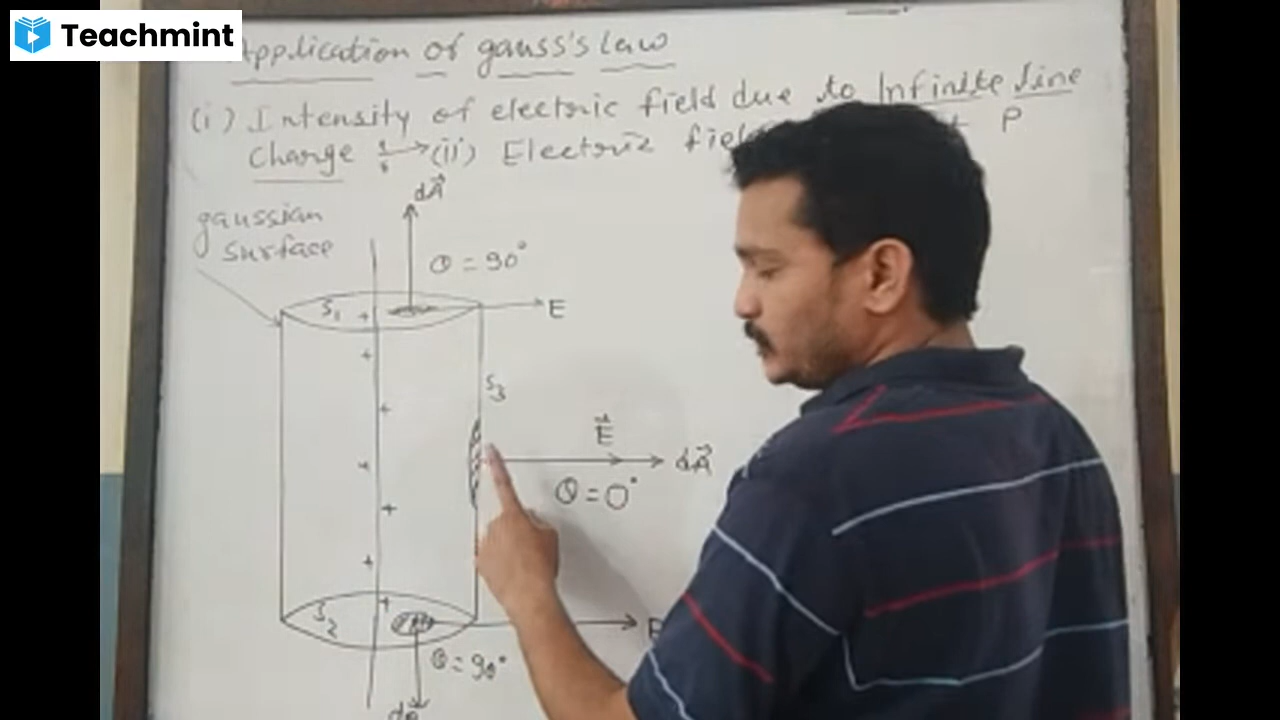 Teachmint
Application of gauss's Law
(i) Intensity of electric field due to Infinite line
Charge → (ii) Electric P
gaussian
surface
dA⃗
θ = 90°
S₁
E
+
+
+
S₃
E⃗
dA⃗
+
θ = 0°
+
+
+
S₂
θ = 90°